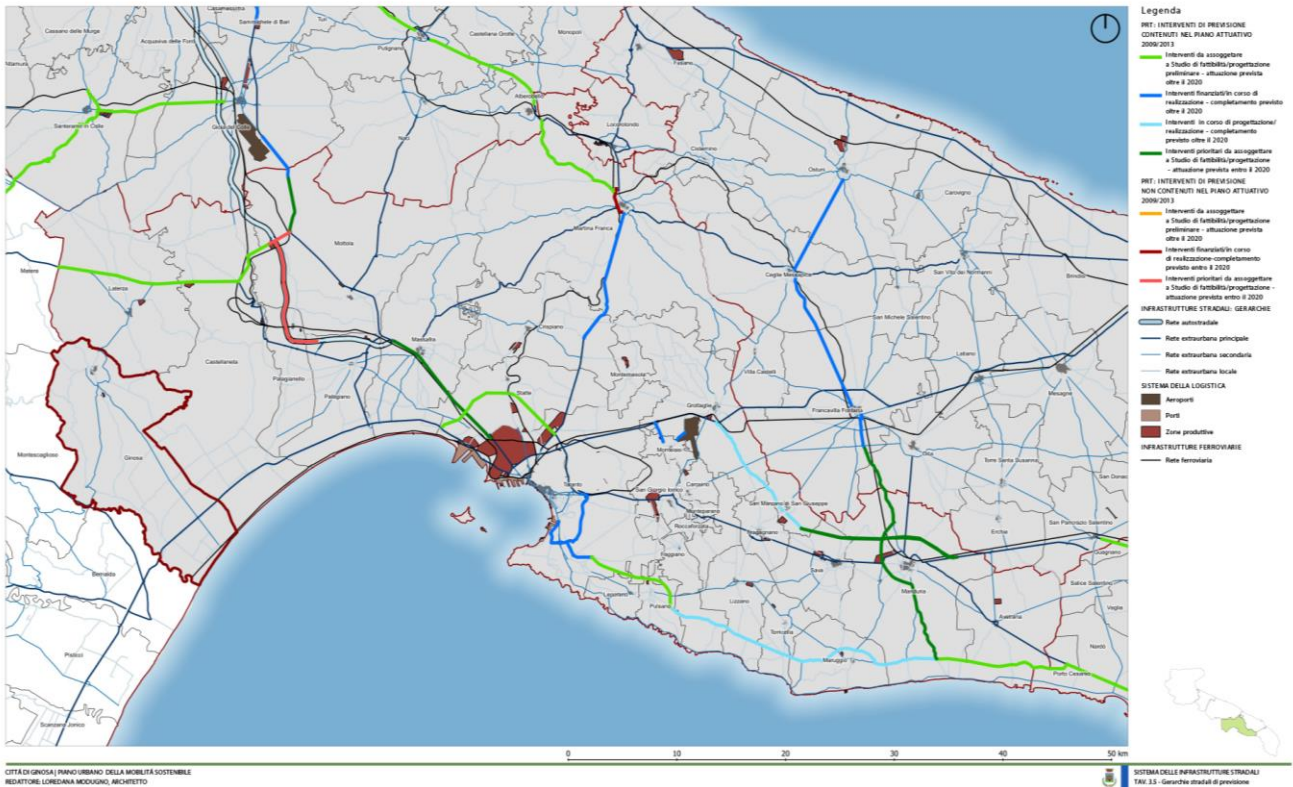 Legenda
PRT: INTERVENTI DI PREVISIONE
CONTENUTI NEL PIANO ATTUATIVO
2009/2013
Interventi da assoggetare
a Studio di fattibilità/progettazione
preliminare - attuazione prevista
oltre il 2020
Interventi finanziati/in corso di
realizzazione - completamento previsto
oltre il 2020
Interventi in corso di progettazione/
realizzazione - completamento
previsto oltre il 2020
Interventi prioritari da assoggettare
a Studio di fattibilità/progettazione
- attuazione prevista entro il 2020
PRT: INTERVENTI DI PREVISIONE
NON CONTENUTI NEL PIANO ATTUATIVO
2009/2013
Interventi da assoggettare
a Studio di fattibilità/progettazione
preliminare - attuazione prevista
oltre il 2020
Interventi finanziati/in corso
di realizzazione-completamento
previsto entro il 2020
Interventi prioritari da assoggettare
a Studio di fattibilità/progettazione -
attuazione prevista entro il 2020
INFRASTRUTTURE STRADALI: GERARCHIE
Rete autostradale
Rete extraurbana principale
Rete extraurbana secondaria
Rete extraurbana locale
SISTEMA DELLA LOGISTICA
Aeroporti
Porti
Zone produttive
INFRASTRUTTURE FERROVIARIE
Rete ferroviaria
Casamassima
Sammichele di Bari
Turi
Cassano delle Murge
Acquaviva delle Fonti
Putignano
Castellana Grotte
Monopoli
Altamura
Fasano
Alberobello
Santeramo in Colle
Gioia del Colle
Noci
Locorotondo
Cisternino
Ostuni
Carovigno
Martina Franca
Mottola
Matera
Laterza
Ceglie Messapica
San Vito dei Normanni
Brindisi
San Michele Salentino
Crispiano
Massafra
Castellaneta
Latiano
Montemesola
Villa Castelli
Palagianello
Mesagne
Palagiano
Statte
Grottaglie
Francavilla Fontana
Montescaglioso
Ginosa
Monteiasi
Oria
Torre Santa Susanna
San Donaci
Taranto
San Giorgio Ionico
Carosino
San Marzano di San Giuseppe
Monteparano
Roccaforzata
Fragagnano
Erchia
San Pancrazio Salentino
Guagnano
Faggiano
Sava
Manduria
Bernalda
Salice Salentino
Leporano
Pulsano
Lizzano
Avetrana
Veglie
Torricella
Maruggio
Nardò
Pisticci
Porto Cesareo
Scanzano Jonico
0 10 20 30 40 50 km
CITTÀ DI GINOSA | PIANO URBANO DELLA MOBILITÀ SOSTENIBILE
REDATTORE: LOREDANA MODUGNO, ARCHITETTO
SISTEMA DELLE INFRASTRUTTURE STRADALI
TAV. 3.5 - Gerarchie stradali di previsione